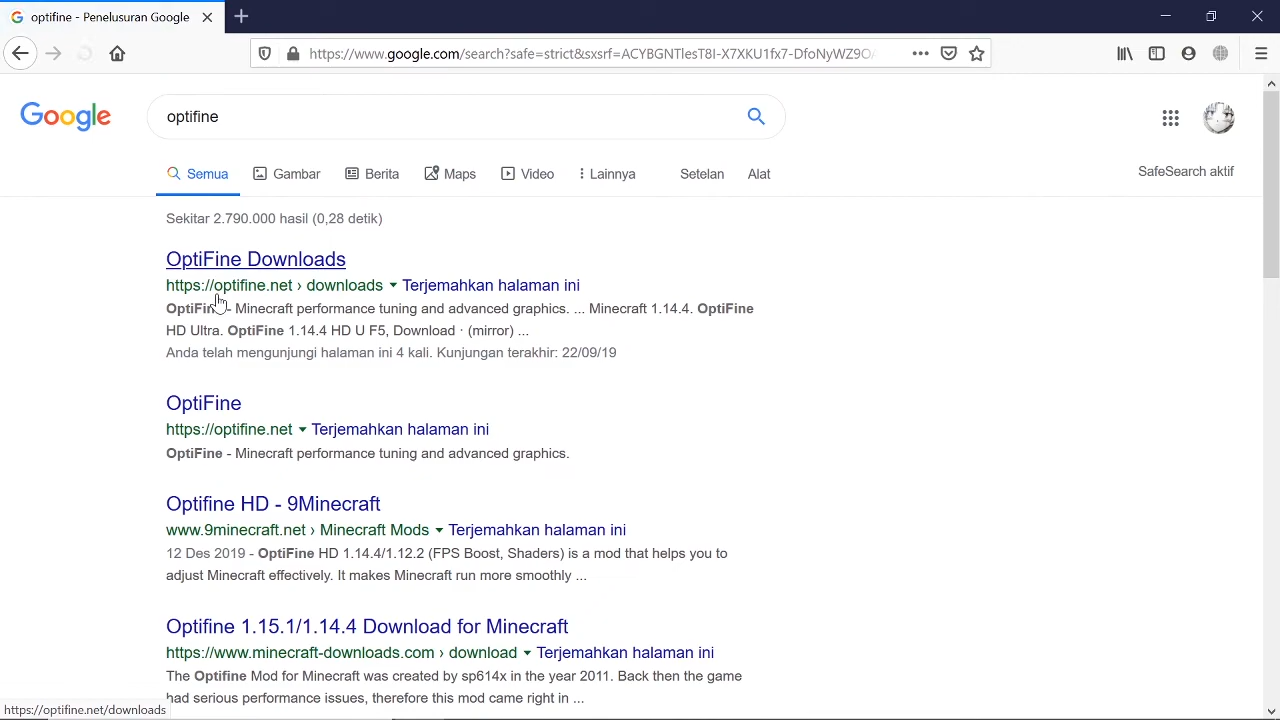 optifine - Penelusuran Google
https://www.google.com/search?safe=strict&sxsrf=ACYBGNTlesT8I-X7XKU1fx7-DfoNyWZ9O
Google
optifine
Semua Gambar Berita Maps Video Lainnya Setelan Alat
SafeSearch aktif
Sekitar 2.790.000 hasil (0,28 detik)
OptiFine Downloads
https://optifine.net › downloads Terjemahkan halaman ini
OptiFine - Minecraft performance tuning and advanced graphics. ... Minecraft 1.14.4. OptiFine
HD Ultra. OptiFine 1.14.4 HD U F5, Download · (mirror) ...
Anda telah mengunjungi halaman ini 4 kali. Kunjungan terakhir: 22/09/19
OptiFine
https://optifine.net Terjemahkan halaman ini
OptiFine - Minecraft performance tuning and advanced graphics.
Optifine HD - 9Minecraft
www.9minecraft.net › Minecraft Mods Terjemahkan halaman ini
12 Des 2019 - OptiFine HD 1.14.4/1.12.2 (FPS Boost, Shaders) is a mod that helps you to
adjust Minecraft effectively. It makes Minecraft run more smoothly ...
Optifine 1.15.1/1.14.4 Download for Minecraft
https://www.minecraft-downloads.com › download Terjemahkan halaman ini
The Optifine Mod for Minecraft was created by sp614x in the year 2011. Back then the game
had serious performance issues, therefore this mod came right in ...
https://optifine.net/downloads